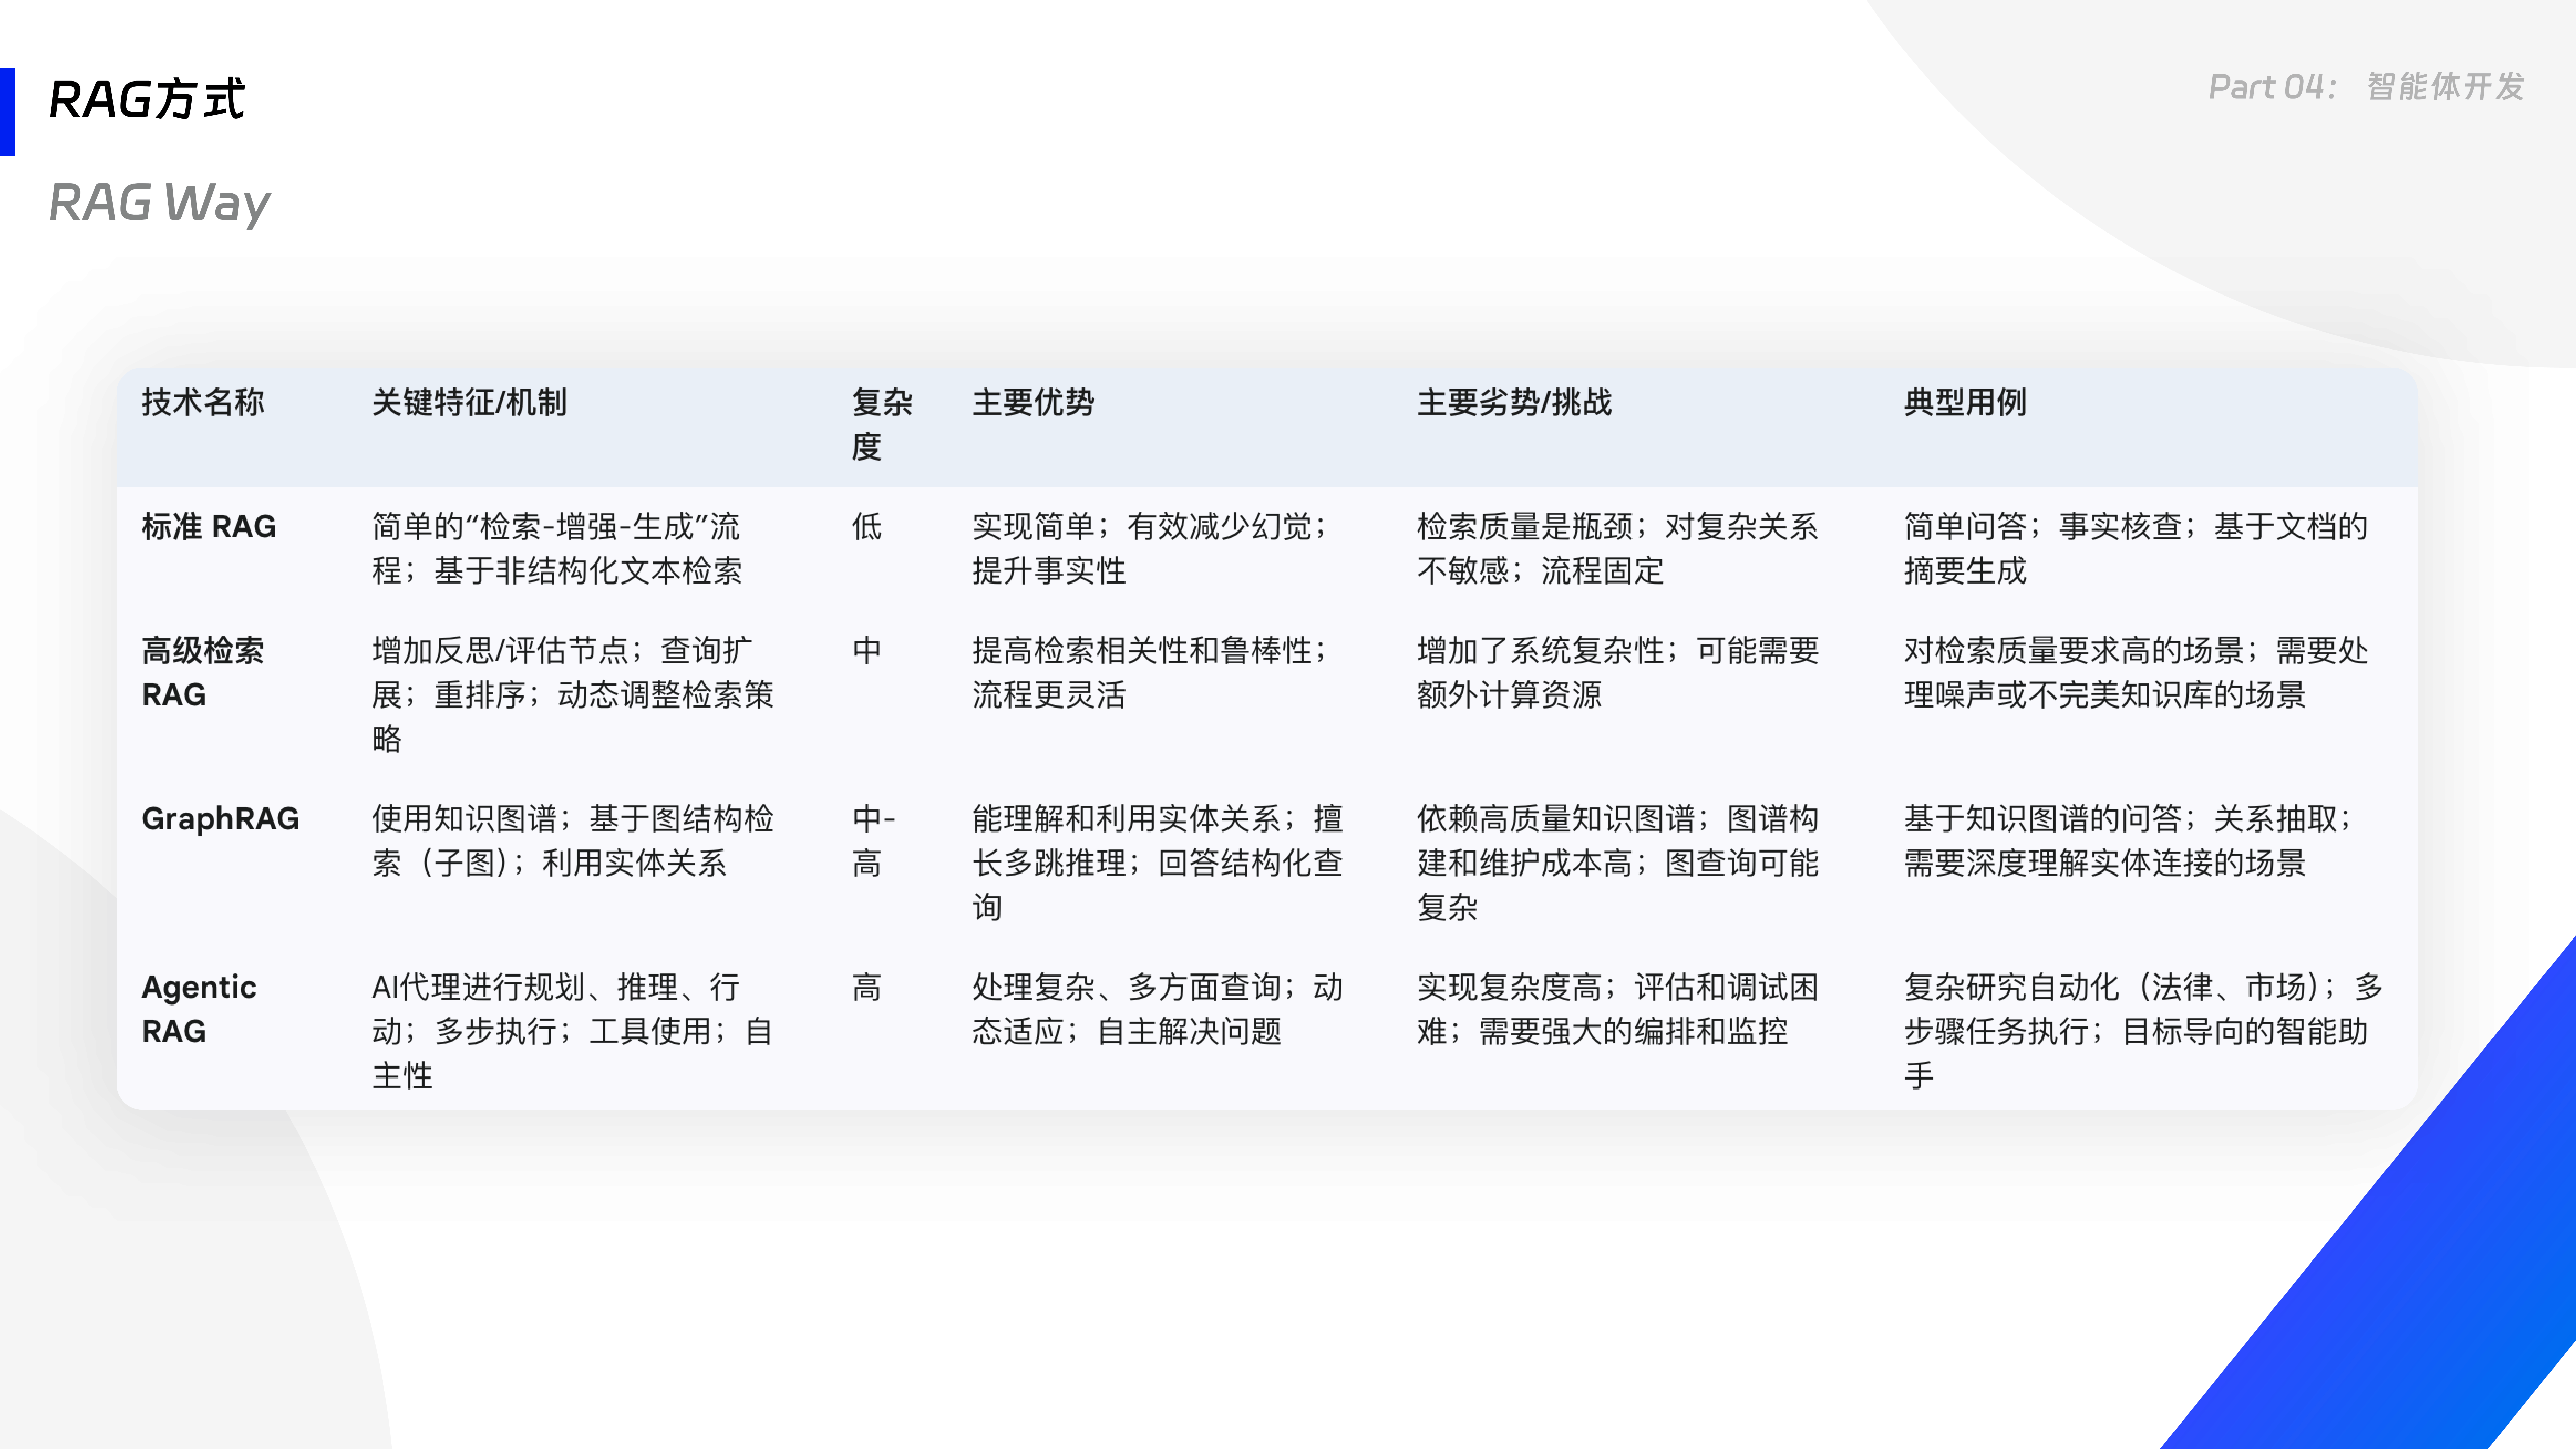 RAG方式
Part 04： 智能体开发
RAG Way
技术名称
关键特征/机制
复杂
度
主要优势
主要劣势/挑战
典型用例
标准 RAG
简单的“检索-增强-生成”流
程；基于非结构化文本检索
低
实现简单；有效减少幻觉；
提升事实性
检索质量是瓶颈；对复杂关系
不敏感；流程固定
简单问答；事实核查；基于文档的
摘要生成
高级检索
RAG
增加反思/评估节点；查询扩
展；重排序；动态调整检索策
略
中
提高检索相关性和鲁棒性；
流程更灵活
增加了系统复杂性；可能需要
额外计算资源
对检索质量要求高的场景；需要处
理噪声或不完美知识库的场景
GraphRAG
使用知识图谱；基于图结构检
索（子图）；利用实体关系
中-
高
能理解和利用实体关系；擅
长多跳推理；回答结构化查
询
依赖高质量知识图谱；图谱构
建和维护成本高；图查询可能
复杂
基于知识图谱的问答；关系抽取；
需要深度理解实体连接的场景
Agentic
RAG
AI代理进行规划、推理、行
动；多步执行；工具使用；自
主性
高
处理复杂、多方面查询；动
态适应；自主解决问题
实现复杂度高；评估和调试困
难；需要强大的编排和监控
复杂研究自动化（法律、市场）；多
步骤任务执行；目标导向的智能助
手